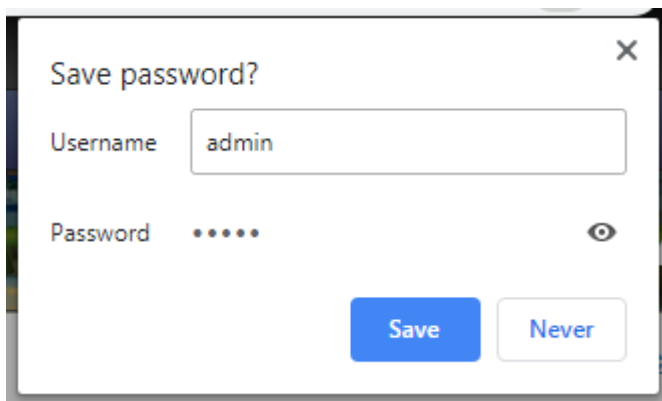 Save password?
Username admin
Password •••••
Save Never